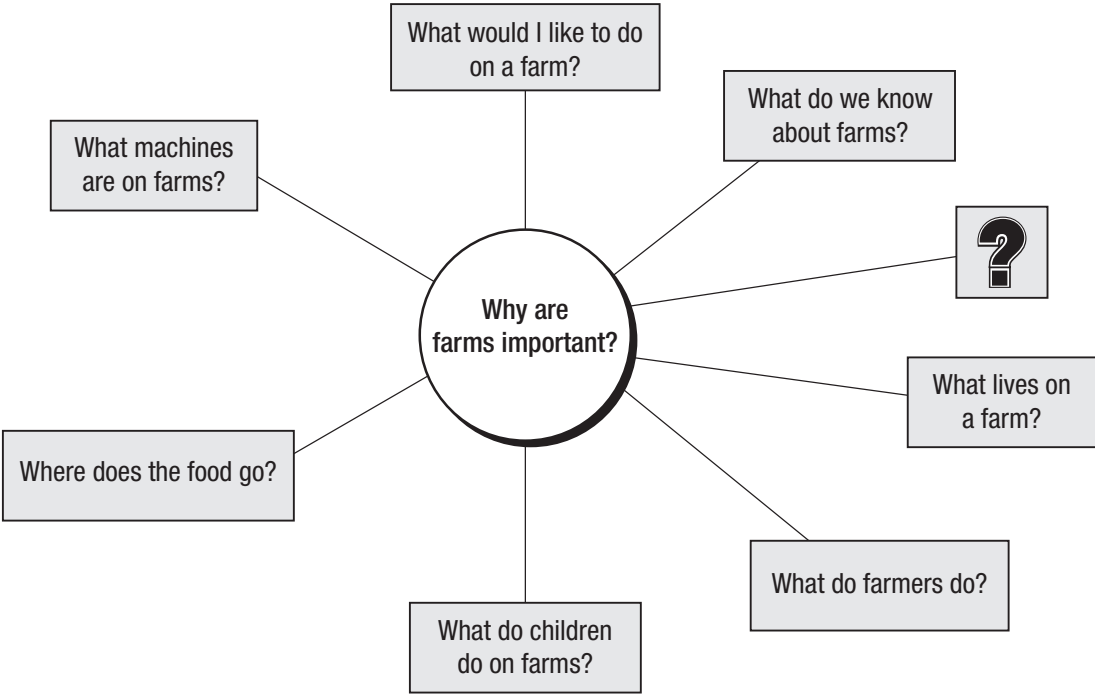 What would I like to do
on a farm?
What do we know
about farms?
What machines
are on farms?
?
Why are
farms important?
What lives on
a farm?
Where does the food go?
What do farmers do?
What do children
do on farms?